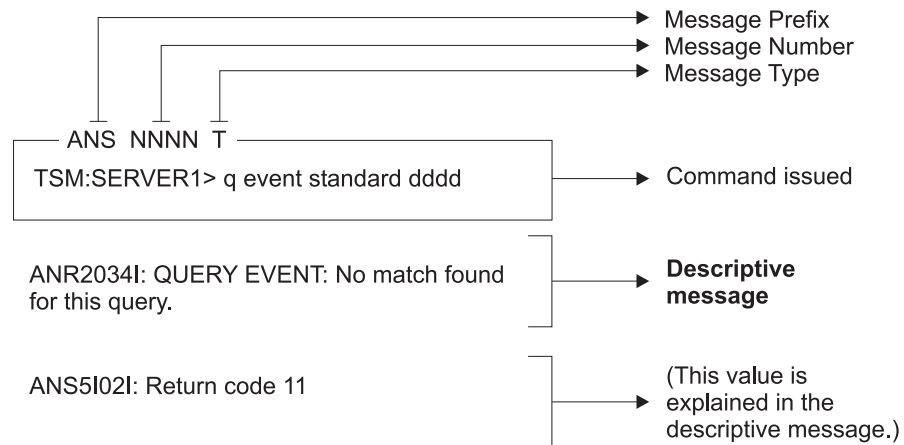 Message Prefix
Message Number
Message Type
ANS NNNN T
TSM:SERVER1> q event standard dddd
Command issued
ANR2034I: QUERY EVENT: No match found
for this query.
Descriptive
message
ANS5I02I: Return code 11
(This value is
explained in the
descriptive message.)